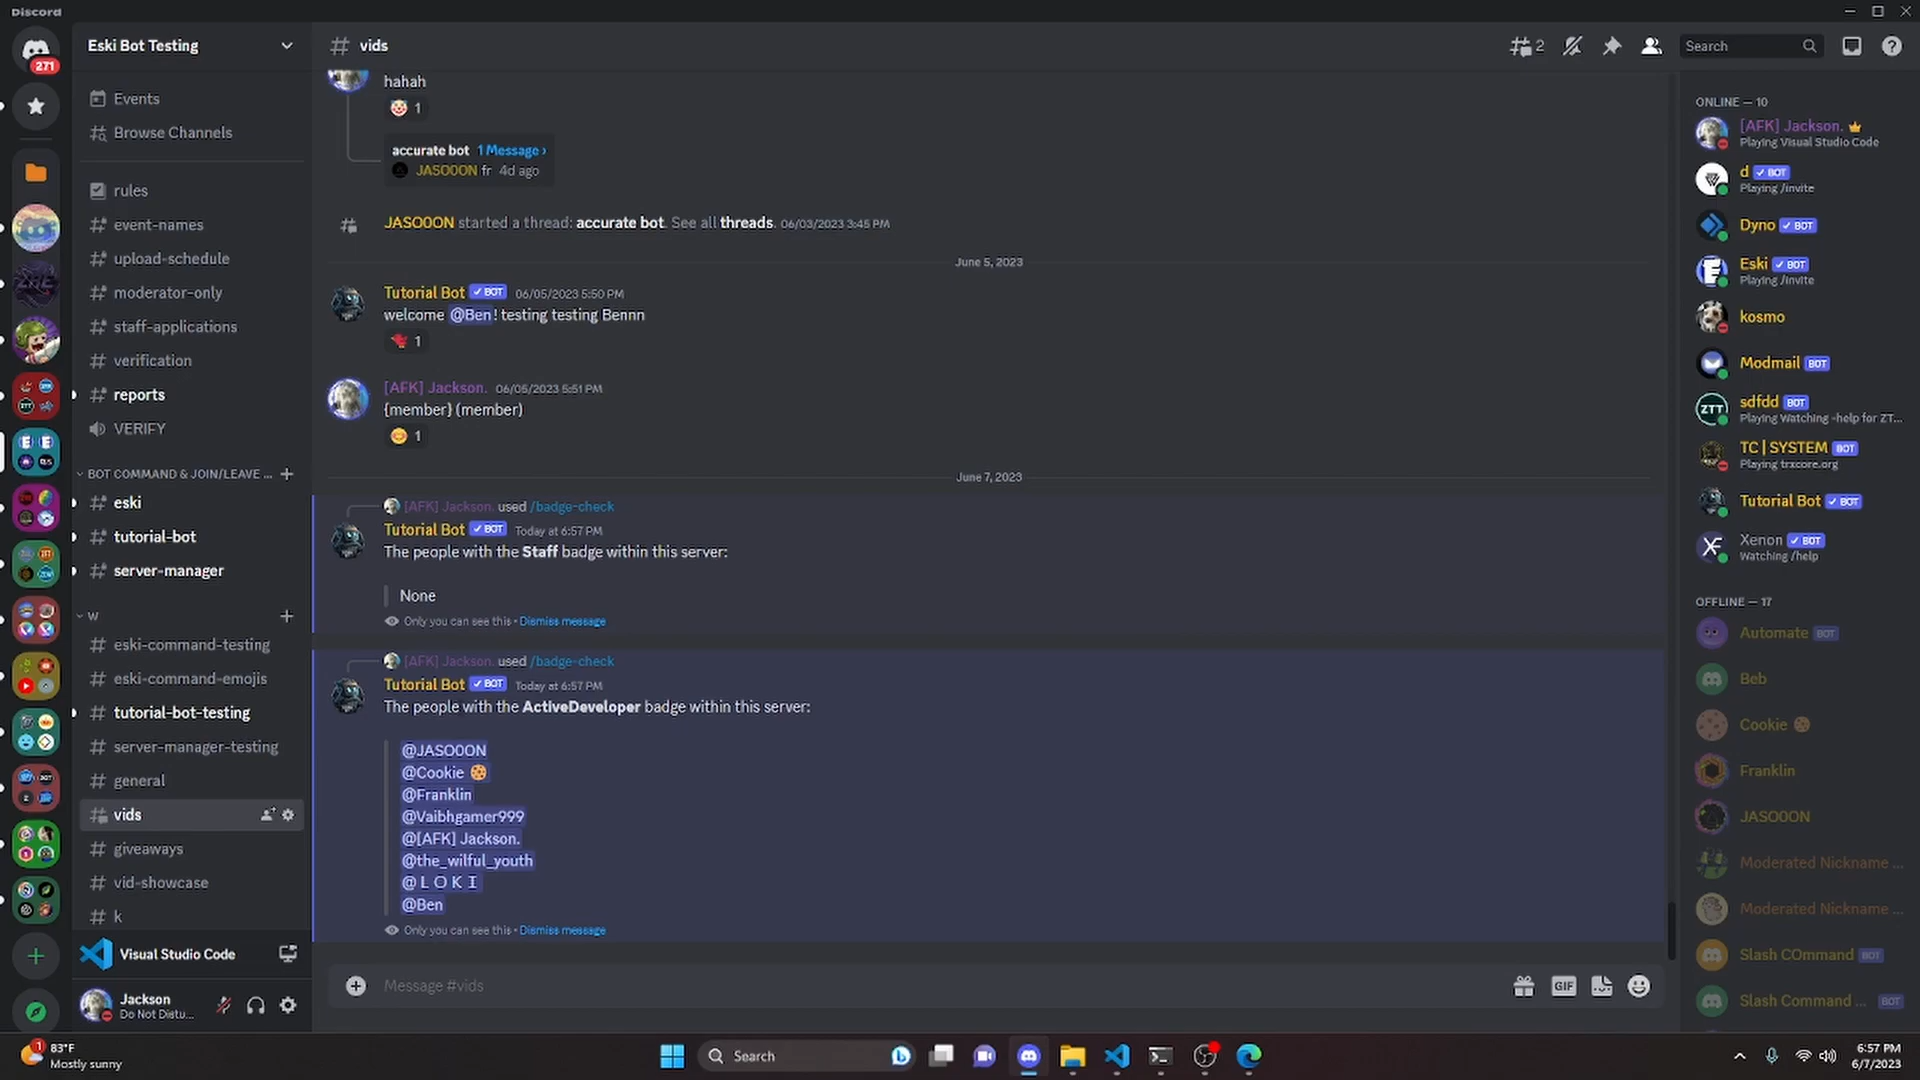 Discord
271
Eski Bot Testing
Events
Browse Channels
rules
event-names
upload-schedule
moderator-only
staff-applications
verification
reports
VERIFY
BOT COMMAND & JOIN/LEAVE ...
eski
tutorial-bot
server-manager
W
eski-command-testing
eski-command-emojis
tutorial-bot-testing
server-manager-testing
general
vids
giveaways
vid-showcase
k
Visual Studio Code
Jackson
Do Not Distu...
vids
2
Search
hahah
1
accurate bot 1 Message ›
JASO0ON fr 4d ago
JASO0ON started a thread: accurate bot. See all threads. 06/03/2023 3:45 PM
June 5, 2023
Tutorial Bot BOT 06/05/2023 5:50 PM
welcome @Ben! testing testing Bennn
1
[AFK] Jackson. 06/05/2023 5:51 PM
{member} (member)
1
June 7, 2023
[AFK] Jackson. used /badge-check
Tutorial Bot BOT Today at 6:57 PM
The people with the Staff badge within this server:
None
Only you can see this • Dismiss message
[AFK] Jackson. used /badge-check
Tutorial Bot BOT Today at 6:57 PM
The people with the ActiveDeveloper badge within this server:
@JASO0ON
@Cookie 🍪
@Franklin
@Vaibhgamer999
@[AFK] Jackson.
@the_wilful_youth
@L O K I
@Ben
Only you can see this • Dismiss message
Message #vids
GIF
ONLINE — 10
[AFK] Jackson.
Playing Visual Studio Code
d BOT
Playing /invite
Dyno BOT
Eski BOT
Playing /invite
kosmo
Modmail BOT
ZTT
sdfdd BOT
Playing Watching -help for ZT...
TC | SYSTEM BOT
Playing trxcore.org
Tutorial Bot BOT
Xenon BOT
Watching /help
OFFLINE — 17
Automate BOT
Beb
Cookie 🍪
Franklin
JASO0ON
Moderated Nickname ...
Moderated Nickname ...
Slash COmmand BOT
Slash Command ... BOT
1
83°F
Mostly sunny
Search
6:57 PM
6/7/2023